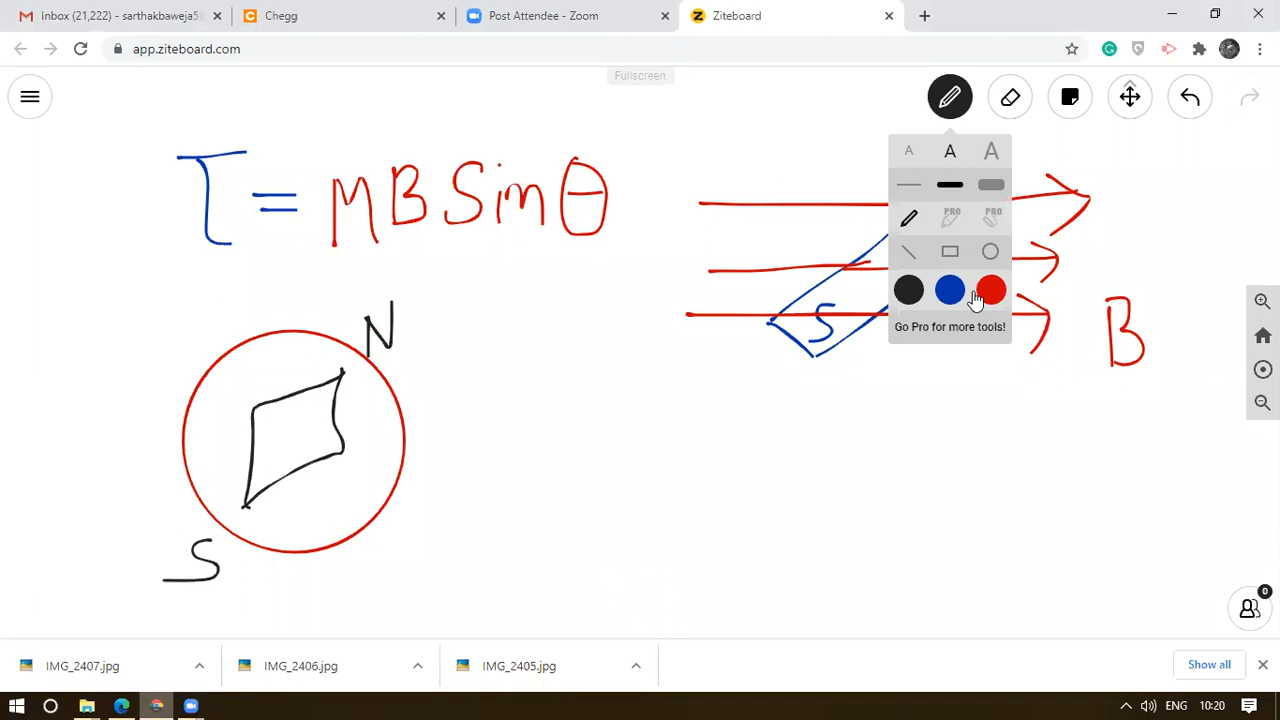 Inbox (21,222) - sarthakbaweja5
Chegg
Post Attendee - Zoom
Ziteboard
app.ziteboard.com
Fullscreen
τ = MB Sin θ
A A A
PRO PRO
Go Pro for more tools!
N
S
S
B
0
IMG_2407.jpg
IMG_2406.jpg
IMG_2405.jpg
Show all
ENG 10:20